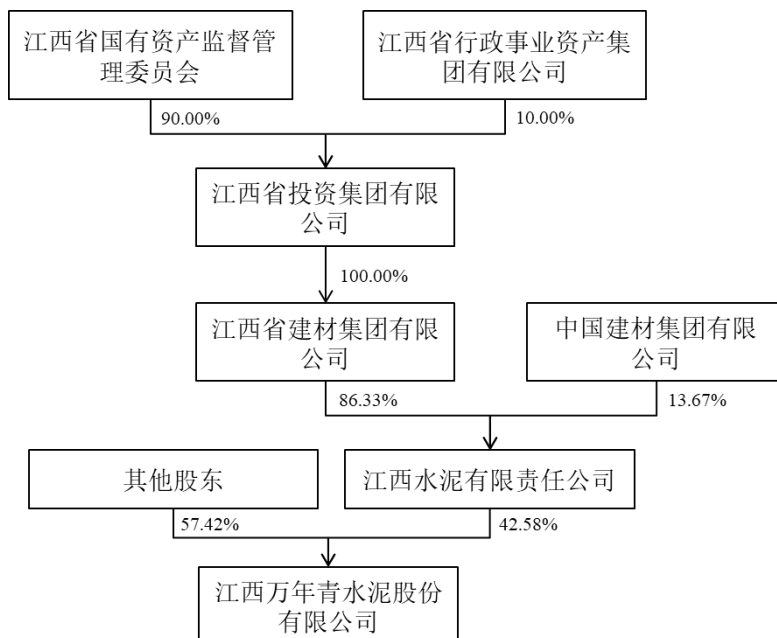 江西省国有资产监督管
理委员会
江西省行政事业资产集
团有限公司
90.00%
10.00%
江西省投资集团有限
公司
100.00%
江西省建材集团有限
公司
中国建材集团有限
公司
86.33%
13.67%
其他股东
江西水泥有限责任公司
57.42%
42.58%
江西万年青水泥股份
有限公司